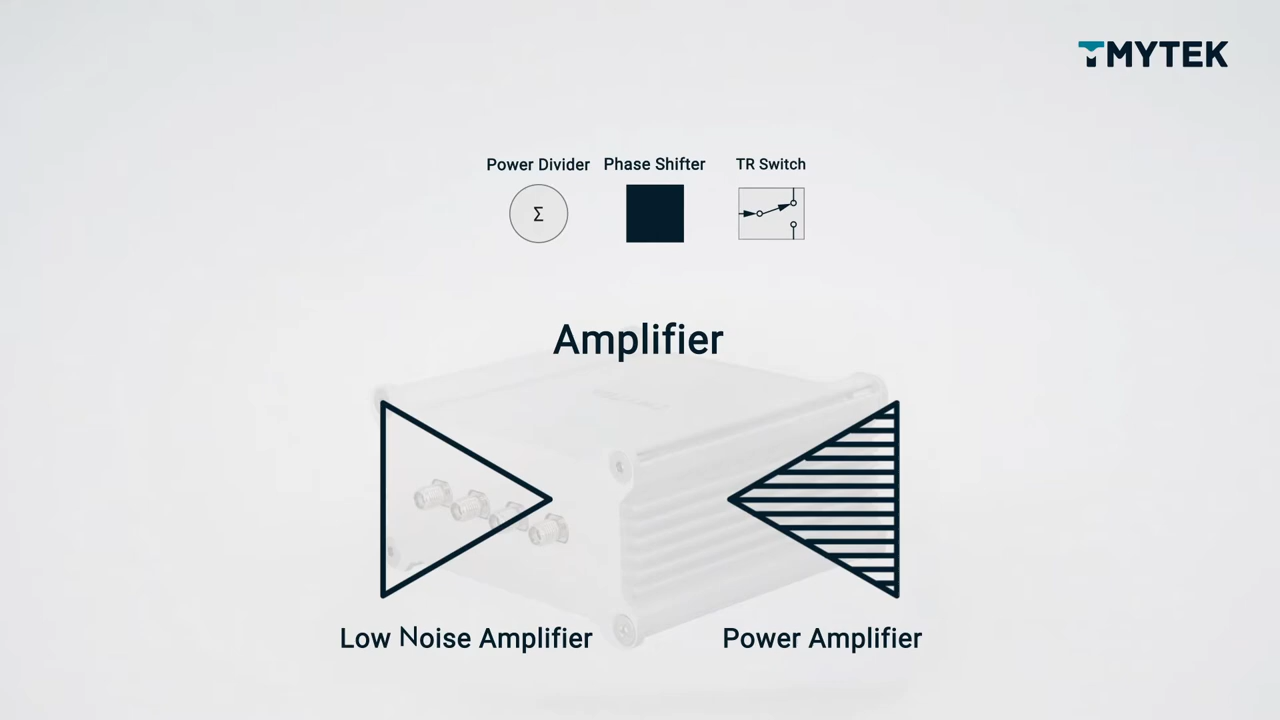 TMYTEK
Power Divider Phase Shifter TR Switch
Σ
Amplifier
Low Noise Amplifier Power Amplifier